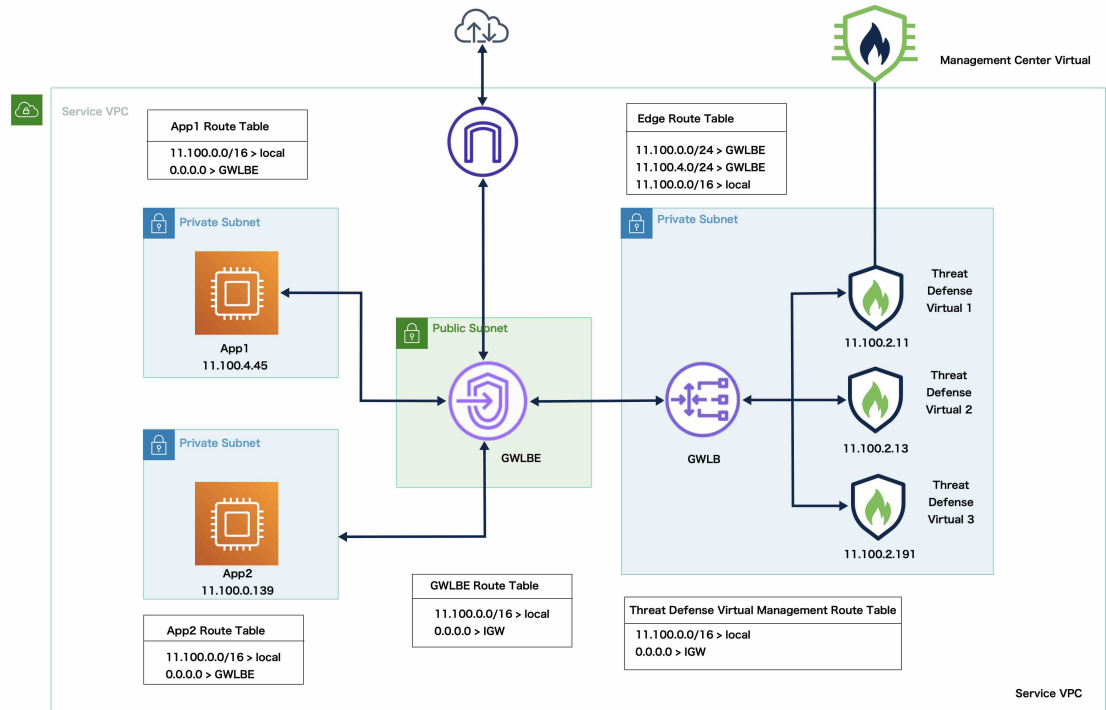 Management Center Virtual
Service VPC
App1 Route Table
11.100.0.0/16 > local
0.0.0.0 > GWLBE
Edge Route Table
11.100.0.0/24 > GWLBE
11.100.4.0/24 > GWLBE
11.100.0.0/16 > local
Private Subnet
App1
11.100.4.45
Private Subnet
Threat
Defense
Virtual 1
11.100.2.11
Public Subnet
GWLBE
GWLB
Threat
Defense
Virtual 2
11.100.2.13
Threat
Defense
Virtual 3
11.100.2.191
Private Subnet
App2
11.100.0.139
App2 Route Table
11.100.0.0/16 > local
0.0.0.0 > GWLBE
GWLBE Route Table
11.100.0.0/16 > local
0.0.0.0 > IGW
Threat Defense Virtual Management Route Table
11.100.0.0/16 > local
0.0.0.0 > IGW
Service VPC